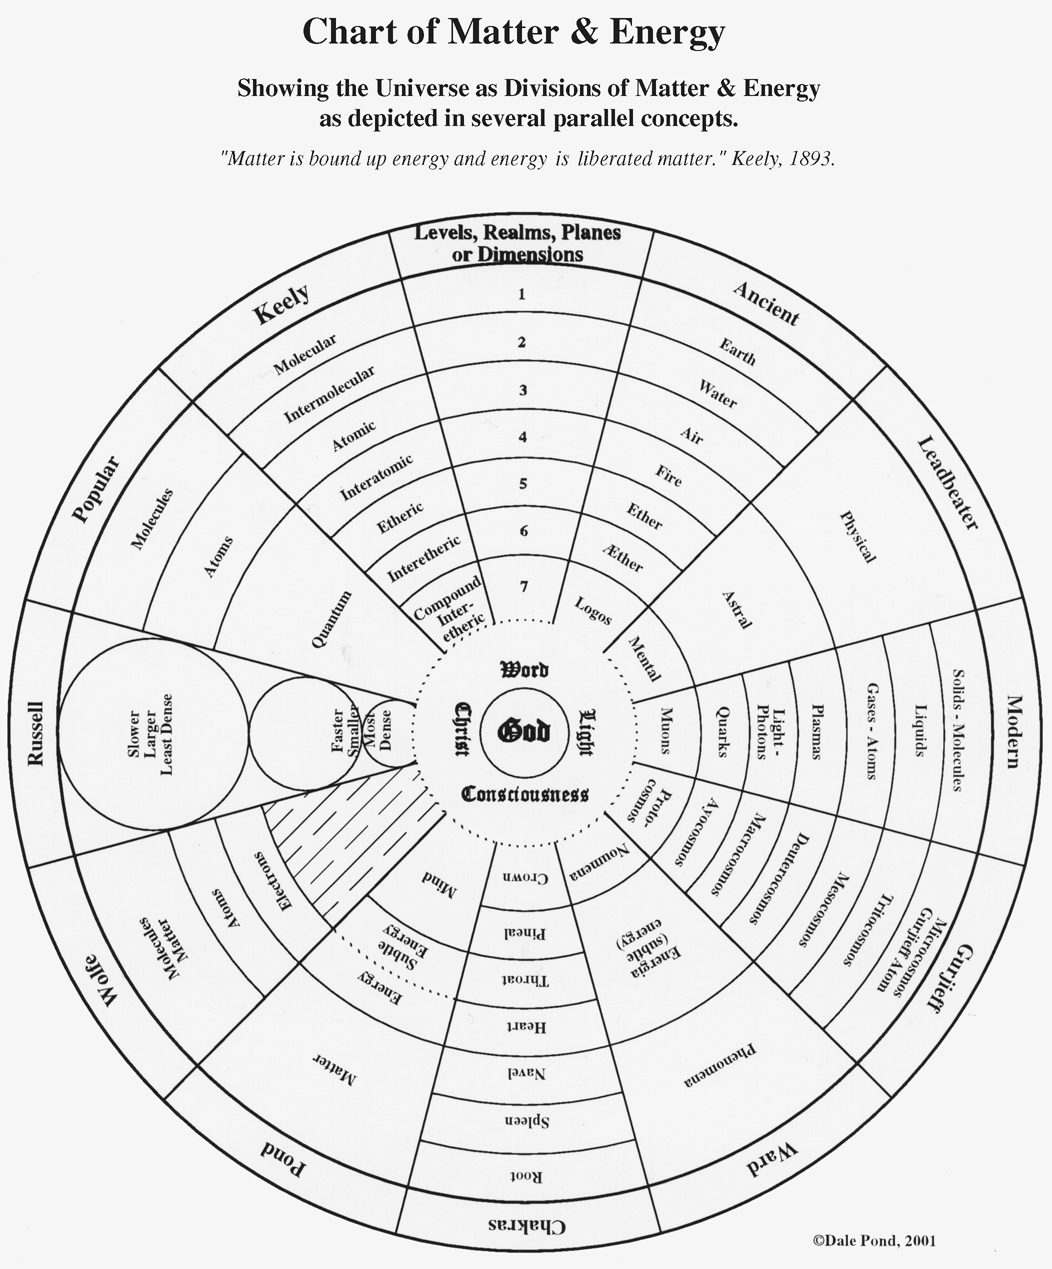 Chart of Matter & Energy
Showing the Universe as Divisions of Matter & Energy
as depicted in several parallel concepts.
"Matter is bound up energy and energy is liberated matter." Keely, 1893.
Levels, Realms, Planes
or Dimensions
1
2
3
4
5
6
7
Ancient
Earth
Water
Air
Fire
Ether
Æther
Logos
Leadbeater
Physical
Astral
Mental
Modern
Solids - Molecules
Liquids
Gases - Atoms
Plasmas
Light -
Photons
Quarks
Muons
Gurjieff
Microcosmos
Gurjieff Atom
Tritocosmos
Mesocosmos
Deuterocosmos
Macrocosmos
Ayocosmos
Proto-
cosmos
Ward
Phenomena
Energia
(subtle
energy)
Noumena
Chakras
Root
Spleen
Navel
Heart
Throat
Pineal
Crown
Pond
Matter
Energy
Subtle
Energy
Mind
Wolfe
Molecules
Matter
Atoms
Electrons
Russell
Slower
Larger
Least Dense
Faster
Smaller
Most
Dense
Popular
Molecules
Atoms
Quantum
Keely
Molecular
Intermolecular
Atomic
Interatomic
Etheric
Interetheric
Compound
Inter-
etheric
Word
Christ
God
Light
Consciousness
©Dale Pond, 2001